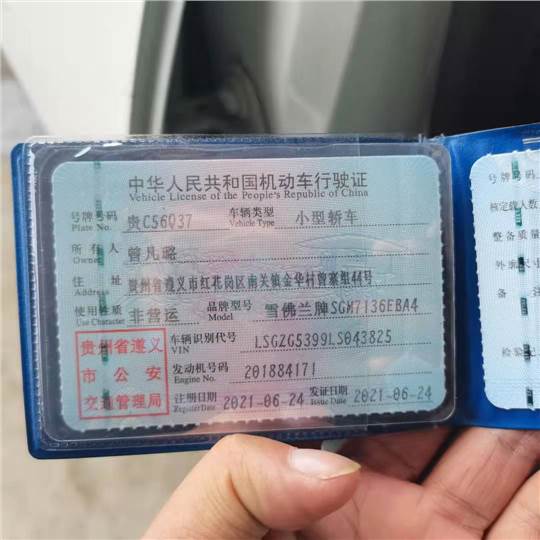 中华人民共和国机动车行驶证
Vehicle License of the People's Republic of China
号牌号码 贵C56Q37 车辆类型 小型轿车
Plate No. Vehicle Type
所有人 曾凡璐
Owner
住址 贵州省遵义市红花岗区南关镇金华村曾寨组44号
Address
使用性质 非营运 品牌型号 雪佛兰牌SGM7136EBA4
Use Character Model
贵州省遵义
市公安
交通管理局
车辆识别代号 LSGZG5399LS043825
VIN
发动机号码 201884171
Engine No.
注册日期 2021-06-24 发证日期 2021-06-24
Register Date Issue Date
号牌
核定载人数
整备质量
外廓
备
检验记